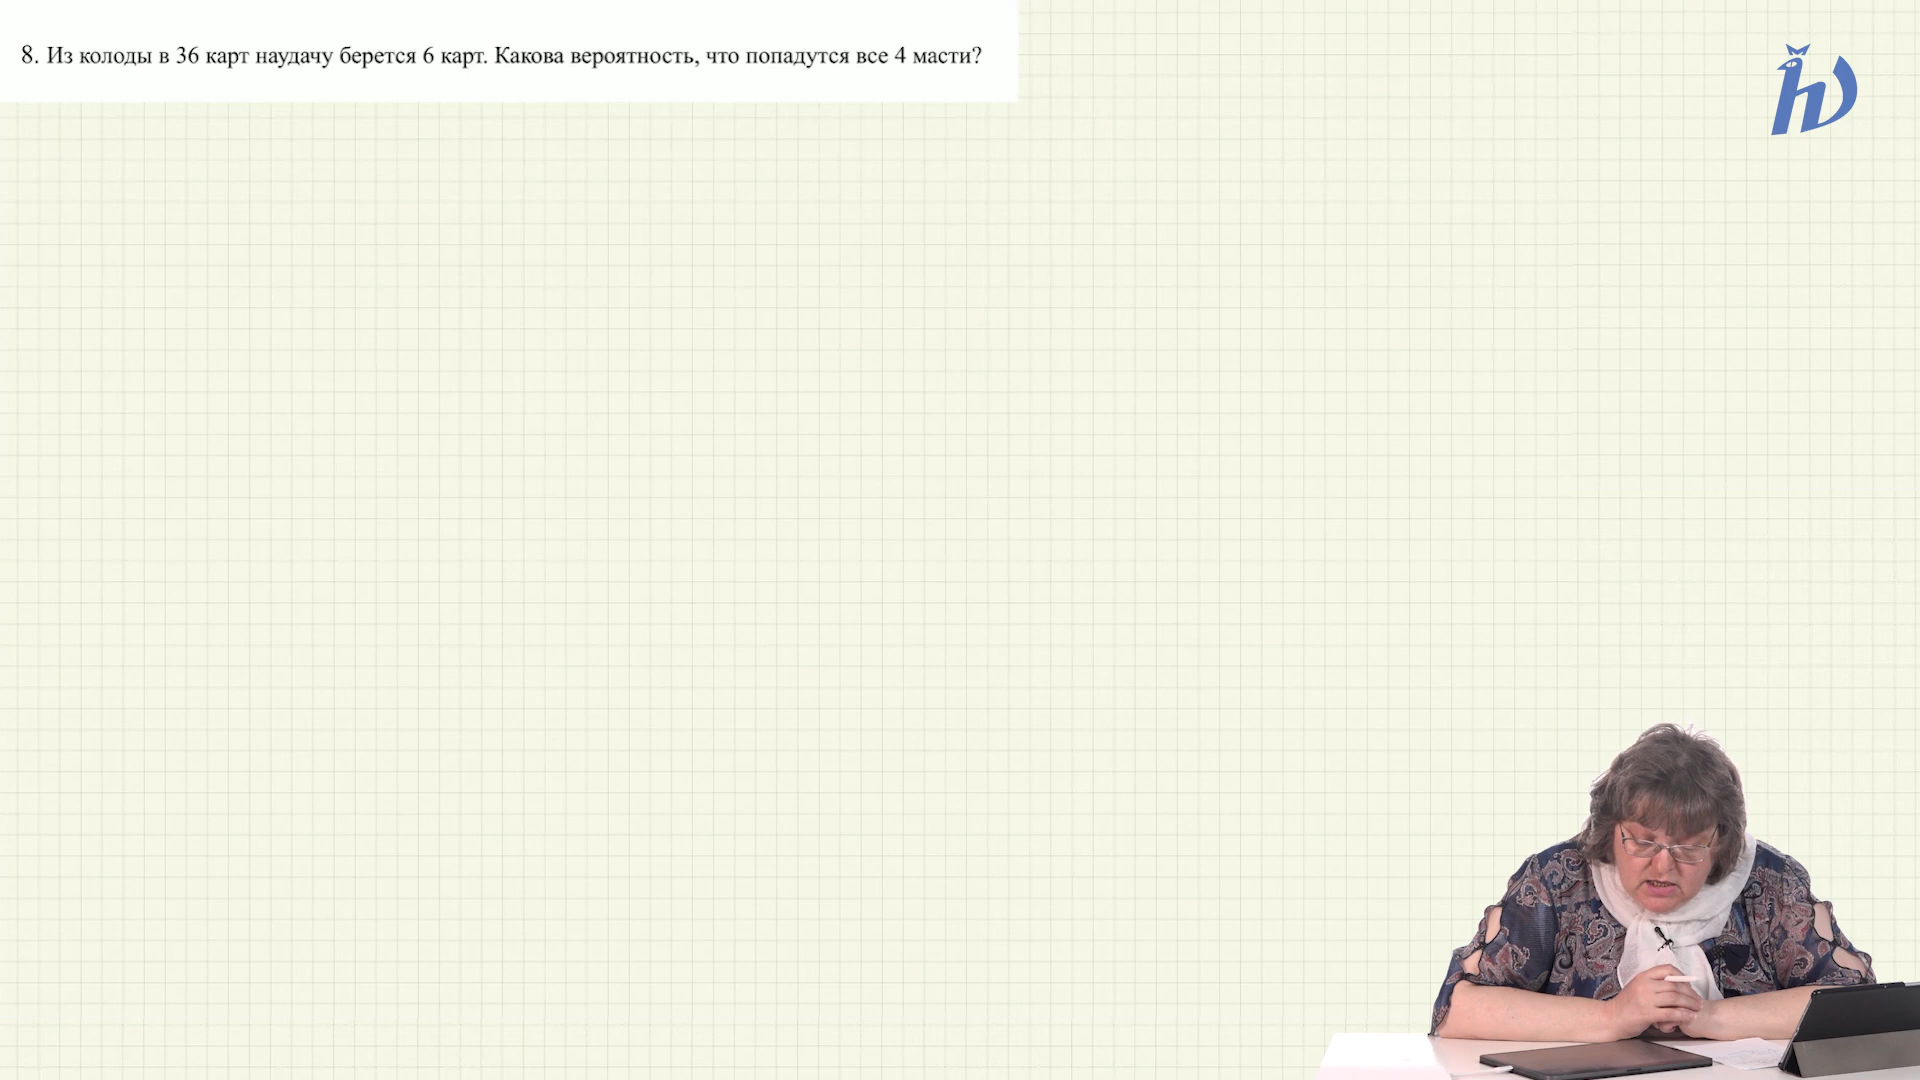 8. Из колоды в 36 карт наудачу берется 6 карт. Какова вероятность, что попадутся все 4 масти?